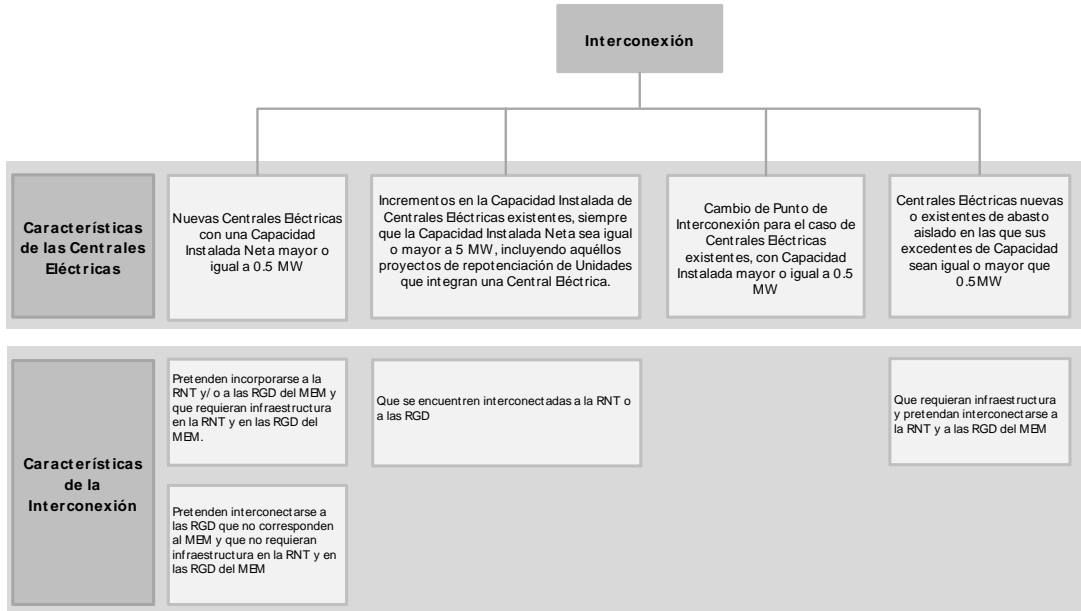 Interconexión
Características
de las Centrales
Eléctricas
Nuevas Centrales Eléctricas
con una Capacidad
Instalada Neta mayor o
igual a 0.5 MW
Incrementos en la Capacidad Instalada de
Centrales Eléctricas existentes, siempre
que la Capacidad Instalada Neta sea igual
o mayor a 5 MW, incluyendo aquéllos
proyectos de repotenciación de Unidades
que integran una Central Eléctrica.
Cambio de Punto de
Interconexión para el caso de
Centrales Eléctricas
existentes, con Capacidad
Instalada mayor o igual a 0.5
MW
Centrales Eléctricas nuevas
o existentes de abasto
aislado en las que sus
excedentes de Capacidad
sean igual o mayor que
0.5MW
Características
de la
Interconexión
Pretenden incorporarse a la
RNT y/o a las RGD del MEM y
que requieran infraestructura
en la RNT y en las RGD del
MEM.
Que se encuentren interconectadas a la RNT o
a las RGD
Que requieran infraestructura
y pretendan interconectarse a
la RNT y a las RGD del MEM
Pretenden interconectarse a
las RGD que no corresponden
al MEM y que no requieran
infraestructura en la RNT y en
las RGD del MEM